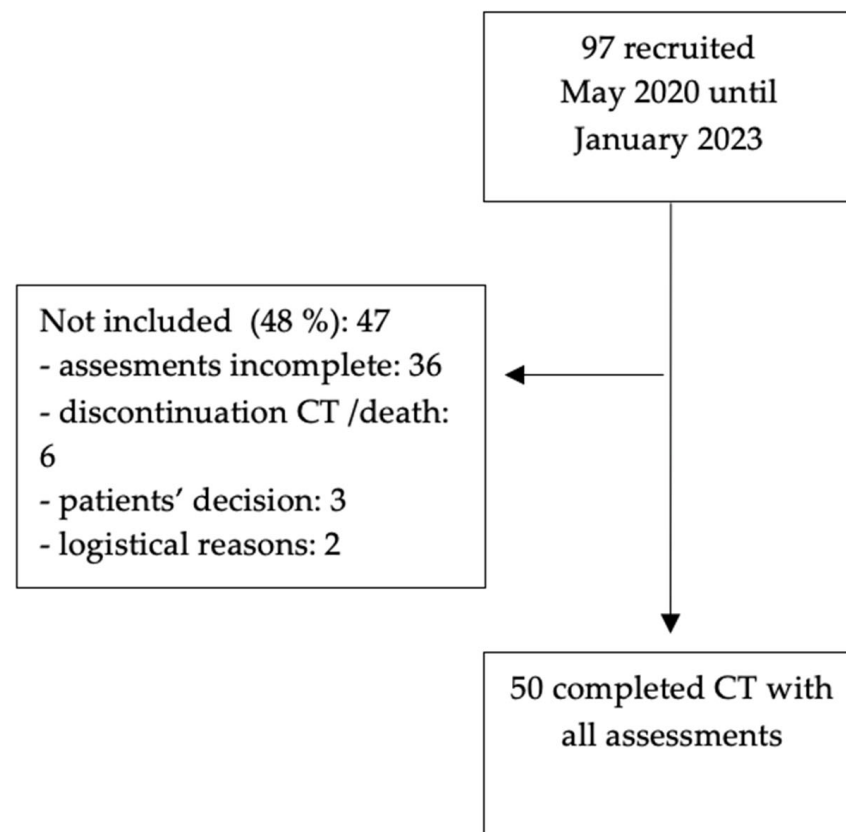 97 recruited
May 2020 until
January 2023
Not included (48 %): 47
- assesments incomplete: 36
- discontinuation CT /death:
6
- patients’ decision: 3
- logistical reasons: 2
50 completed CT with
all assessments